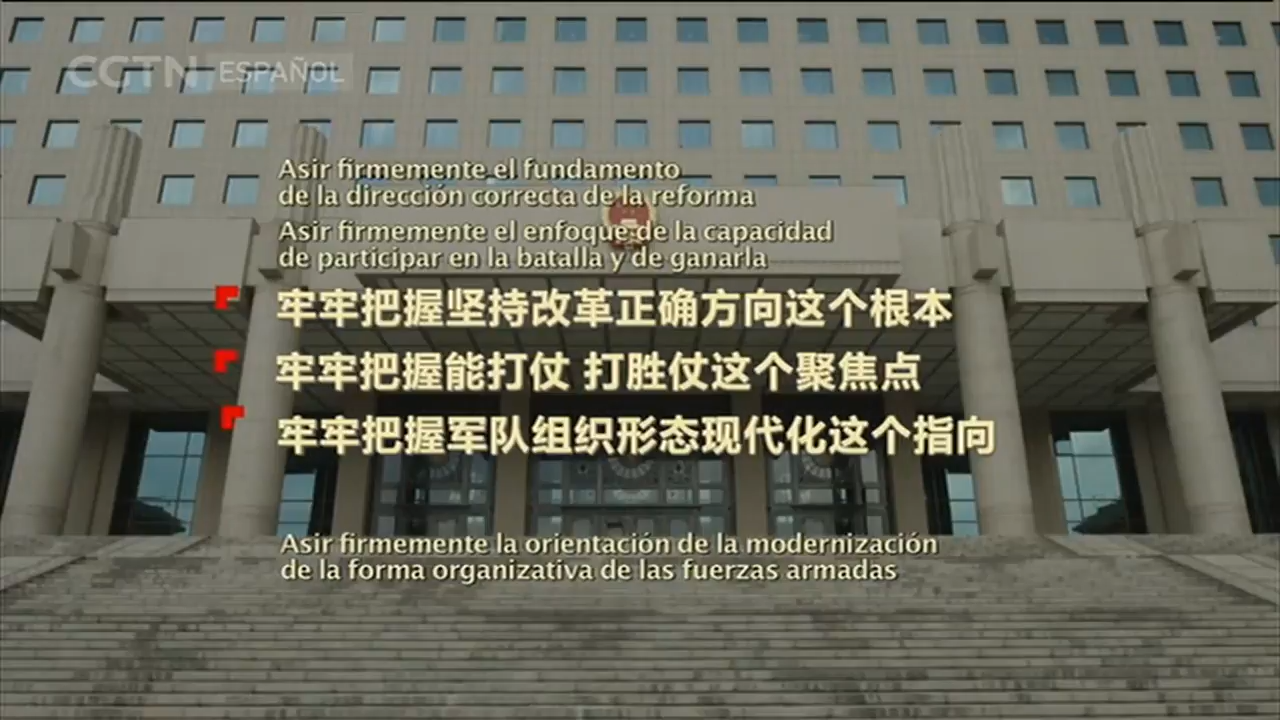 CGTN ESPAÑOL
Asir firmemente el fundamento
de la dirección correcta de la reforma
Asir firmemente el enfoque de la capacidad
de participar en la batalla y de ganarla
牢牢把握坚持改革正确方向这个根本
牢牢把握能打仗 打胜仗这个聚焦点
牢牢把握军队组织形态现代化这个指向
Asir firmemente la orientación de la modernización
de la forma organizativa de las fuerzas armadas